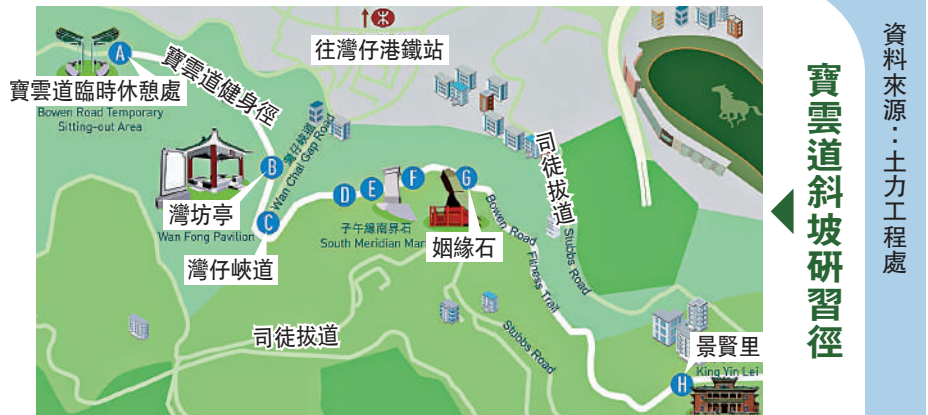 資料來源：土力工程處
寶雲道斜坡研習徑
往灣仔港鐵站
A
寶雲道臨時休憩處
Bowen Road Temporary
Sitting-out Area
寶雲道健身徑
灣仔峽道
Wan Chai Gap Road
B
灣坊亭
Wan Fong Pavilion
C
灣仔峽道
D
E
F
G
子午線南界石
South Meridian Mar
姻緣石
司徒拔道
Stubbs Road
Bowen Road Fitness Trail
司徒拔道
Stubbs Road
景賢里
King Yin Lei
H